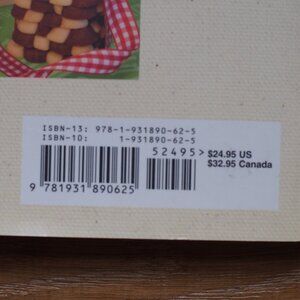 ISBN-13: 978-1-931890-62-5
ISBN-10: 1-931890-62-5
52495> $24.95 US
$32.95 Canada
9 781931 890625